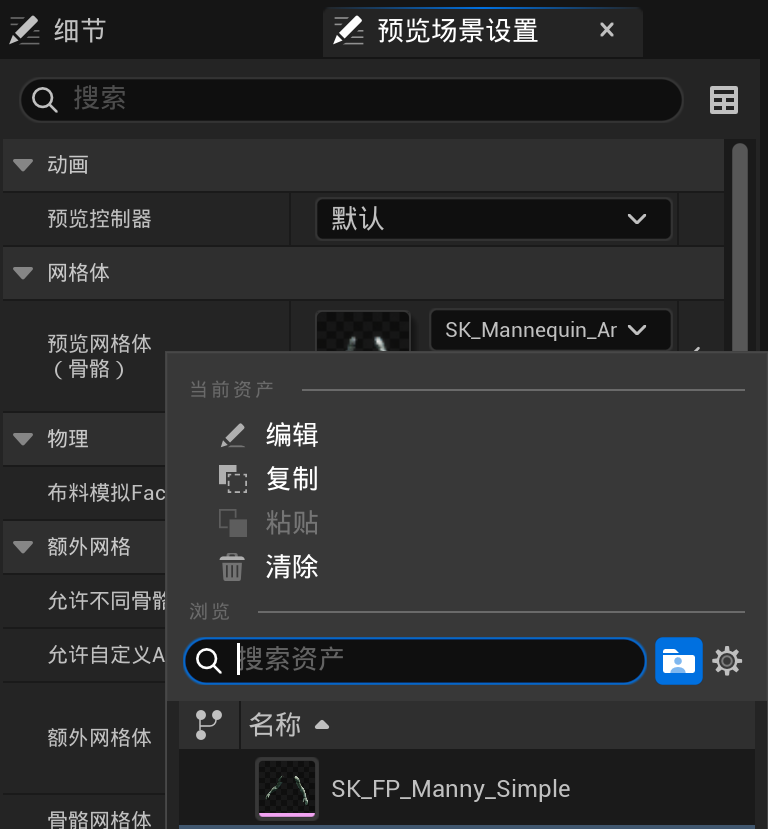 细节
预览场景设置
搜索
动画
预览控制器
默认
网格体
预览网格体
（骨骼）
SK_Mannequin_Ar
当前资产
编辑
复制
粘贴
清除
物理
布料模拟Fac
额外网格
允许不同骨骼
允许自定义A
额外网格体
骨骼网格体
浏览
搜索资产
名称
SK_FP_Manny_Simple